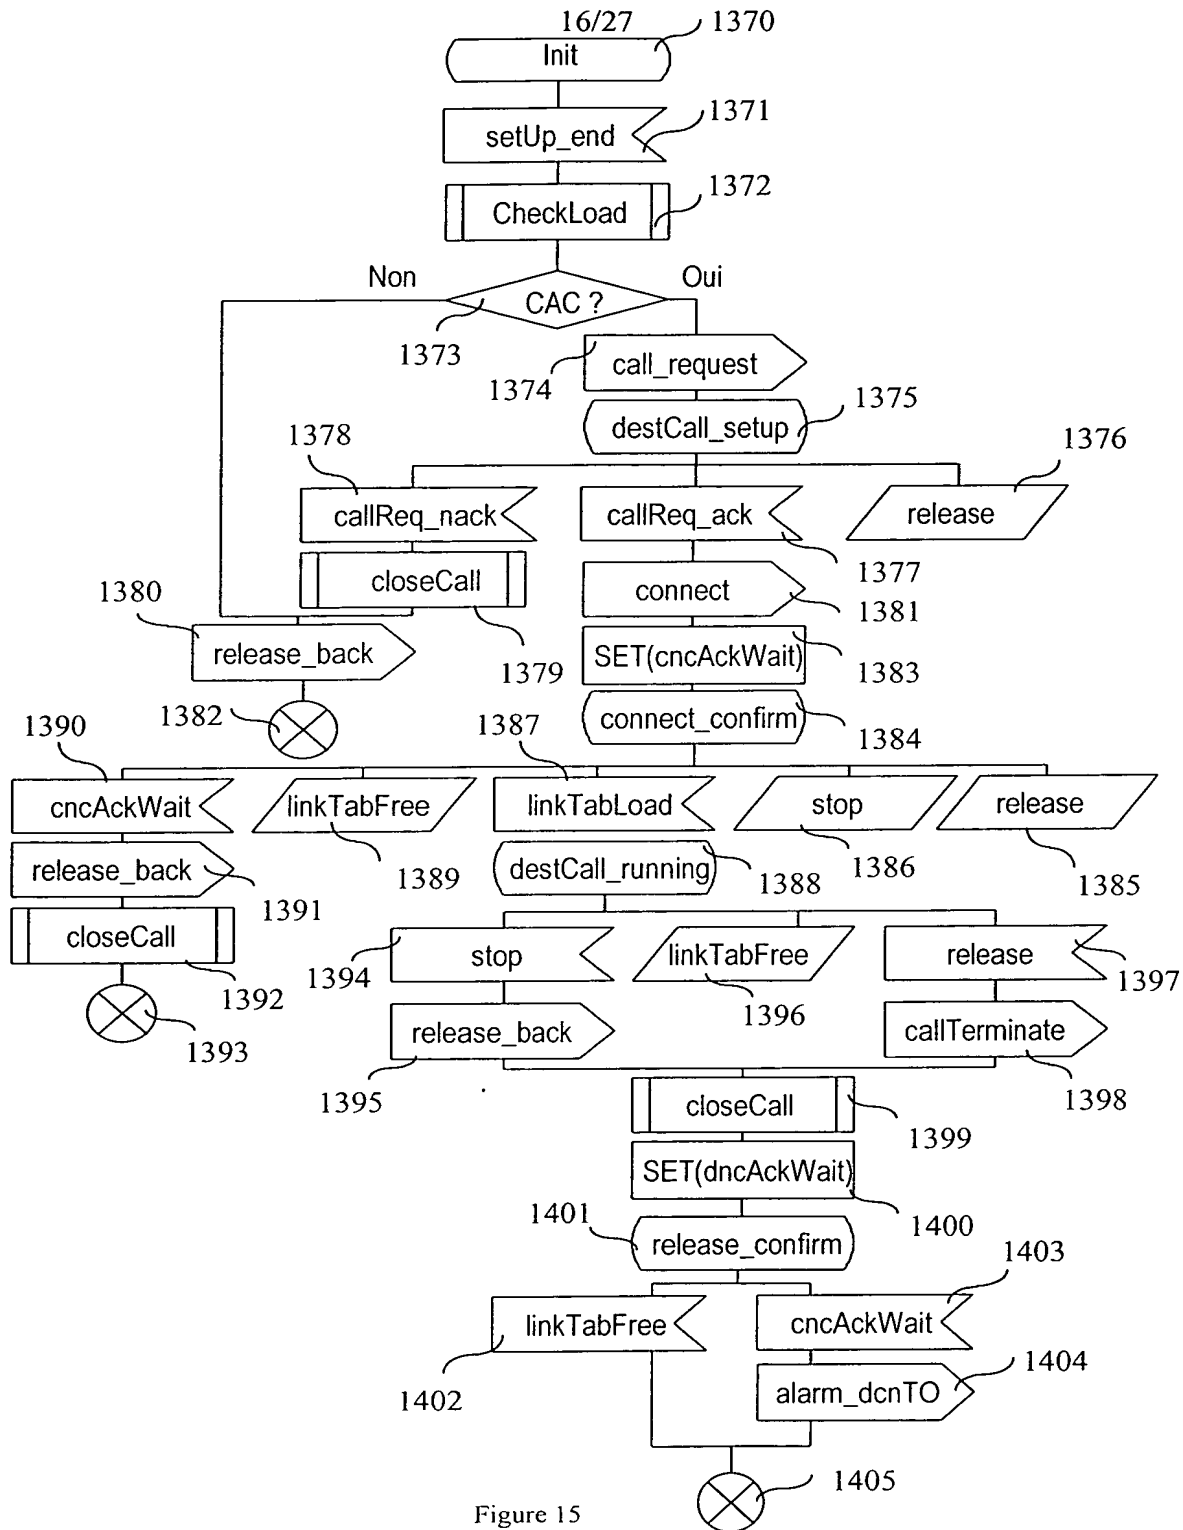 16/27
1370
Init
1371
setUp_end
1372
CheckLoad
Non
Oui
CAC ?
1373
1374
call_request
1375
destCall_setup
1378
1376
callReq_nack
callReq_ack
release
1377
1380
closeCall
connect
1381
release_back
1379
SET(cncAckWait)
1383
1382
connect_confirm
1384
1390
1387
cncAckWait
linkTabFree
linkTabLoad
stop
release
release_back
1391
1389
destCall_running
1388
1386
1385
closeCall
1392
1394
stop
linkTabFree
release
1397
1393
1396
release_back
callTerminate
1395
1398
closeCall
1399
SET(dncAckWait)
1400
1401
release_confirm
1403
linkTabFree
cncAckWait
1402
1404
alarm_dcnTO
1405
Figure 15